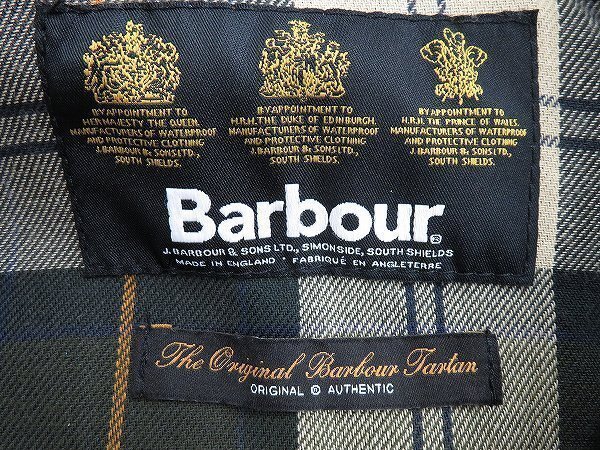 BY APPOINTMENT TO
HER MAJESTY THE QUEEN.
MANUFACTURERS OF WATERPROOF
AND PROTECTIVE CLOTHING
J.BARBOUR & SONS LTD.,
SOUTH SHIELDS.
BY APPOINTMENT TO
H.R.H. THE DUKE OF EDINBURGH.
MANUFACTURERS OF WATERPROOF
AND PROTECTIVE CLOTHING
J.BARBOUR & SONS LTD.,
SOUTH SHIELDS.
BY APPOINTMENT TO
H.R.H. THE PRINCE OF WALES.
MANUFACTURERS OF WATERPROOF
AND PROTECTIVE CLOTHING
J.BARBOUR & SONS LTD.,
SOUTH SHIELDS.
Barbour®
J. BARBOUR & SONS LTD., SIMONSIDE, SOUTH SHIELDS
MADE IN ENGLAND * FABRIQUÉ EN ANGLETERRE
The Original Barbour Tartan
ORIGINAL ® AUTHENTIC